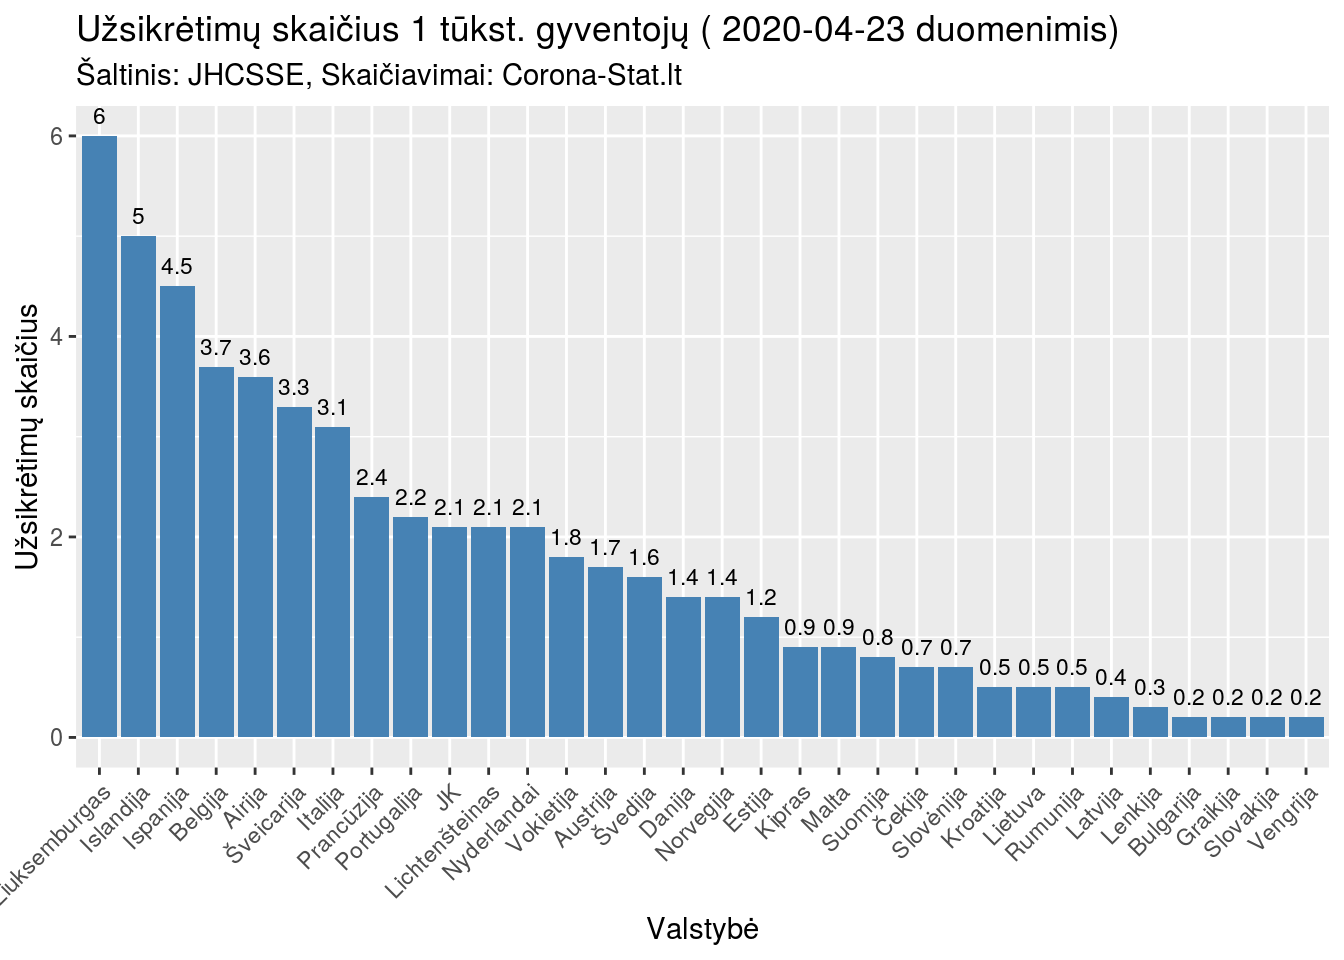 Užsikrėtimų skaičius 1 tūkst. gyventojų ( 2020-04-23 duomenimis)
Šaltinis: JHCSSE, Skaičiavimai: Corona-Stat.lt
Užsikrėtimų skaičius
6
4
2
0
6
5
4.5
3.7
3.6
3.3
3.1
2.4
2.2
2.1
2.1
2.1
1.8
1.7
1.6
1.4
1.4
1.2
0.9
0.9
0.8
0.7
0.7
0.5
0.5
0.5
0.4
0.3
0.2
0.2
0.2
0.2
Liuksemburgas
Islandija
Ispanija
Belgija
Airija
Šveicarija
Italija
Prancūzija
Portugalija
JK
Lichtenšteinas
Nyderlandai
Vokietija
Austrija
Švedija
Danija
Norvegija
Estija
Kipras
Malta
Suomija
Čekija
Slovėnija
Kroatija
Lietuva
Rumunija
Latvija
Lenkija
Bulgarija
Graikija
Slovakija
Vengrija
Valstybė